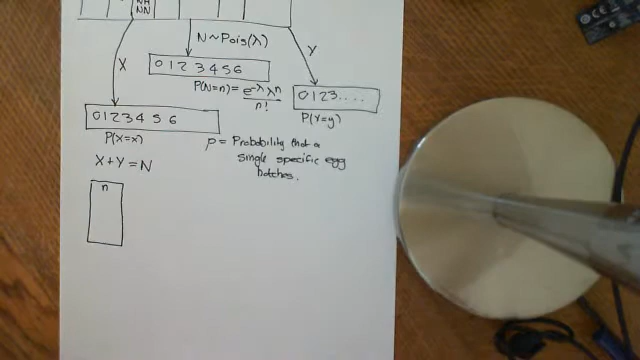 NH
NN
N~Pois(λ)
X
Y
0 1 2 3 4 5 6
P(N=n) = e^-λ λ^n / n!
0 1 2 3 ....
P(Y=y)
0 1 2 3 4 5 6
P(X=x)
p = Probability that a
single specific egg
hatches.
X + Y = N
n